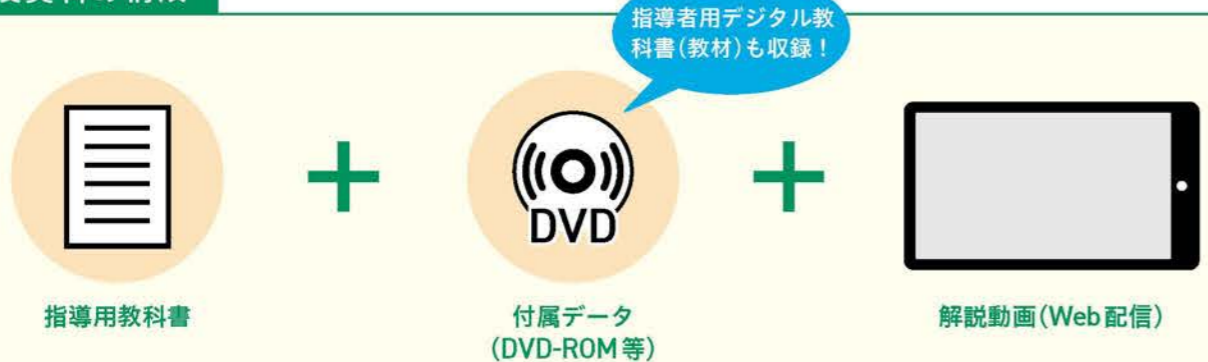 指導者用デジタル教
科書(教材)も収録！
DVD
指導用教科書
付属データ
(DVD-ROM等)
解説動画(Web配信)